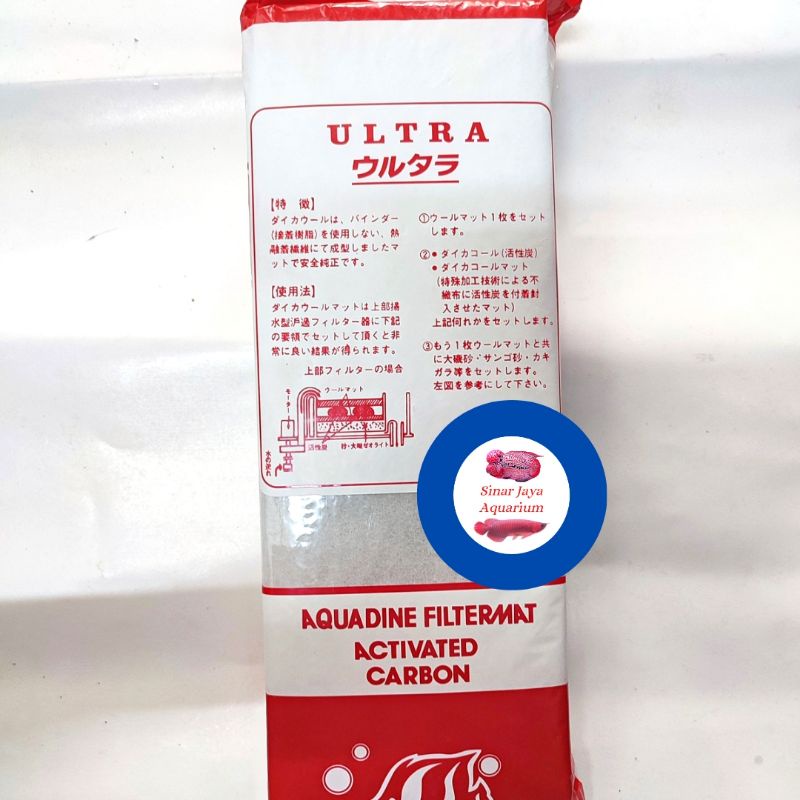 ULTRA
ウルタラ
【特 徴】
ダイカウールは、バインダー
(接着樹脂)を使用しない、熱
融着繊維にて成型しましたマ
ットで安全純正です。
【使用法】
ダイカウールマットは上部揚
水型沪過フィルター器に下記
の要領でセットして頂くと非
常に良い結果が得られます。
上部フィルターの場合
ウールマット
モーター
活性炭
砂・大磯ゼオライト
水の流れ
①ウールマット1枚をセット
します。
②●ダイカコール(活性炭)
●ダイカコールマット
(特殊加工技術による不
織布に活性炭を付着封
入させたマット)
上記何れかをセットします。
③もう1枚ウールマットと共
に大磯砂・サンゴ砂・カキ
ガラ等をセットします。
左図を参考にして下さい。
Sinar Jaya
Aquarium
AQUADINE FILTERMAT
ACTIVATED
CARBON